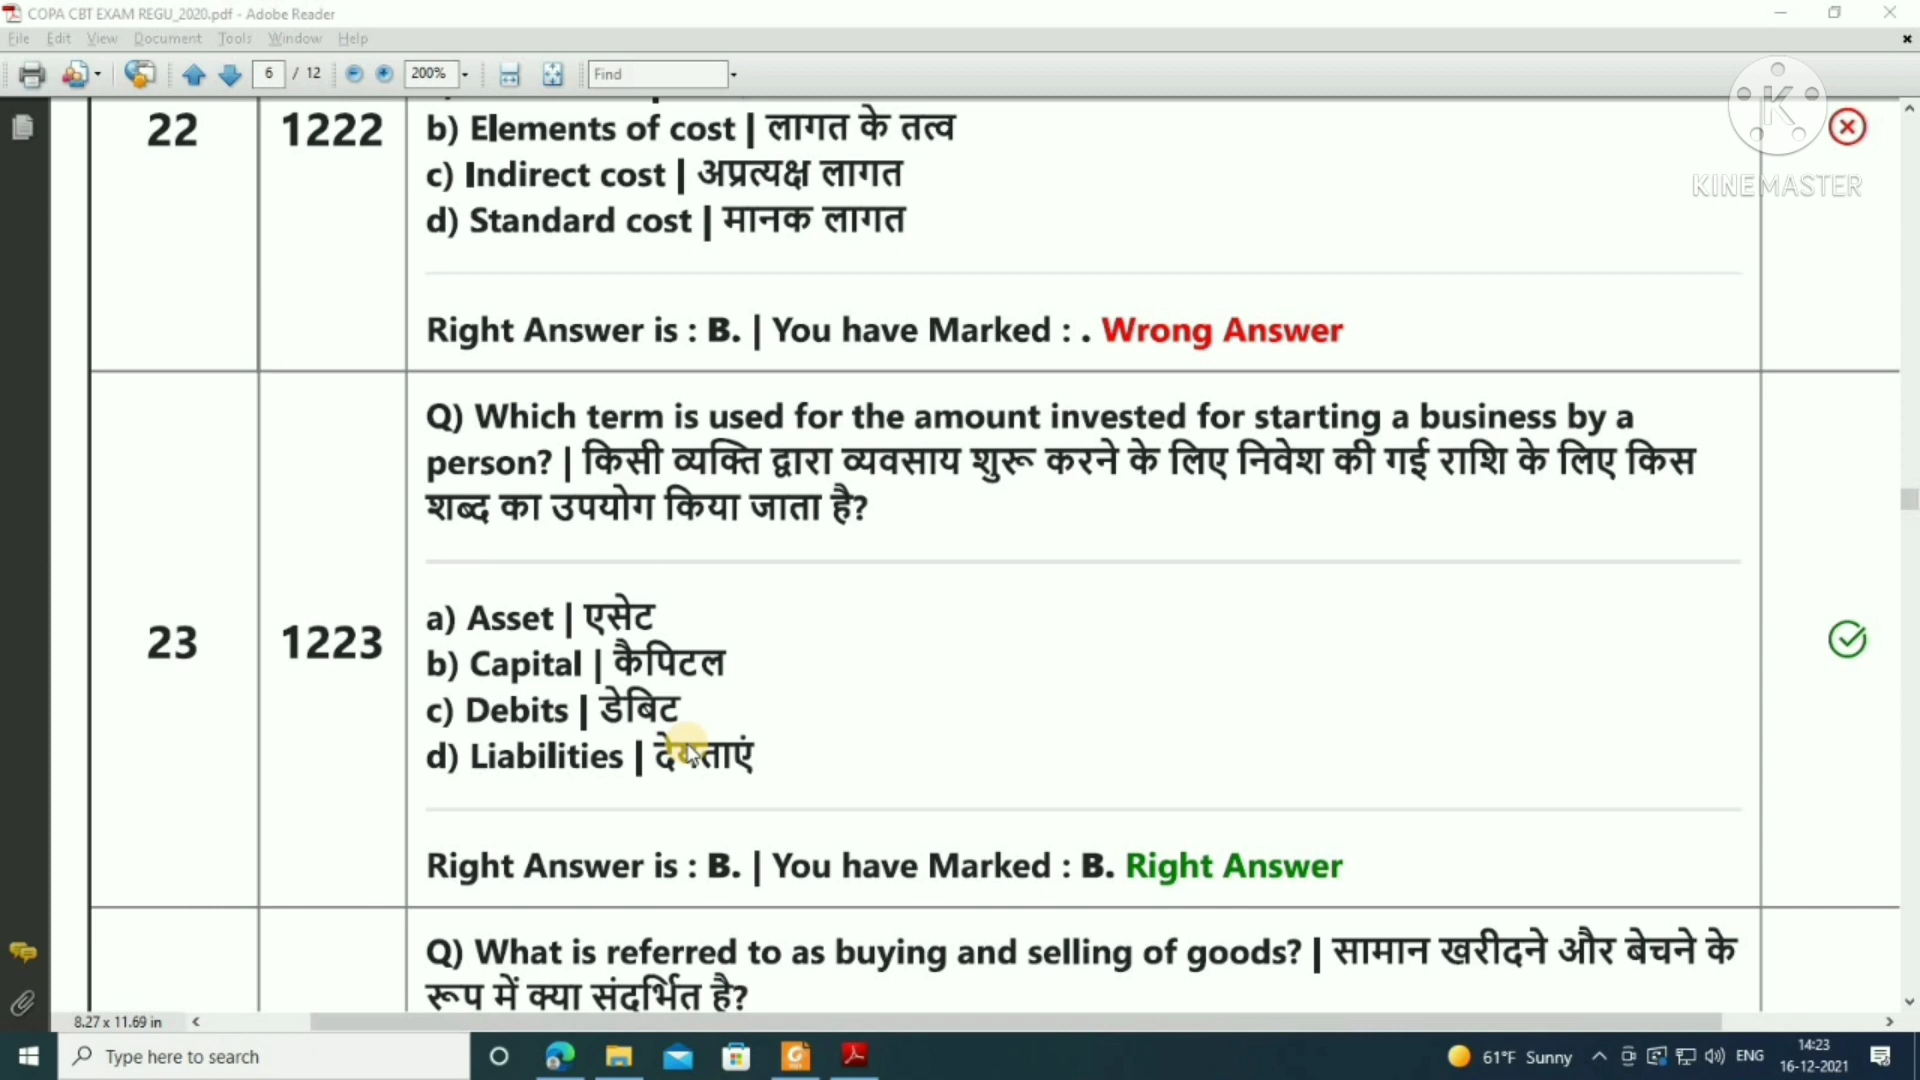 COPA CBT EXAM REGU_2020.pdf - Adobe Reader
File Edit View Document Tools Window Help
6 / 12 200% Find
KINEMASTER
22 1222
b) Elements of cost | लागत के तत्व
c) Indirect cost | अप्रत्यक्ष लागत
d) Standard cost | मानक लागत
Right Answer is : B. | You have Marked : . Wrong Answer
Q) Which term is used for the amount invested for starting a business by a
person? | किसी व्यक्ति द्वारा व्यवसाय शुरू करने के लिए निवेश की गई राशि के लिए किस
शब्द का उपयोग किया जाता है?
23 1223
a) Asset | एसेट
b) Capital | कैपिटल
c) Debits | डेबिट
d) Liabilities |
Right Answer is : B. | You have Marked : B. Right Answer
Q) What is referred to as buying and selling of goods? | सामान खरीदने और बेचने के
रूप में क्या संदर्भित है?
8.27 x 11.69 in
Type here to search
61°F Sunny ENG 14:23
16-12-2021